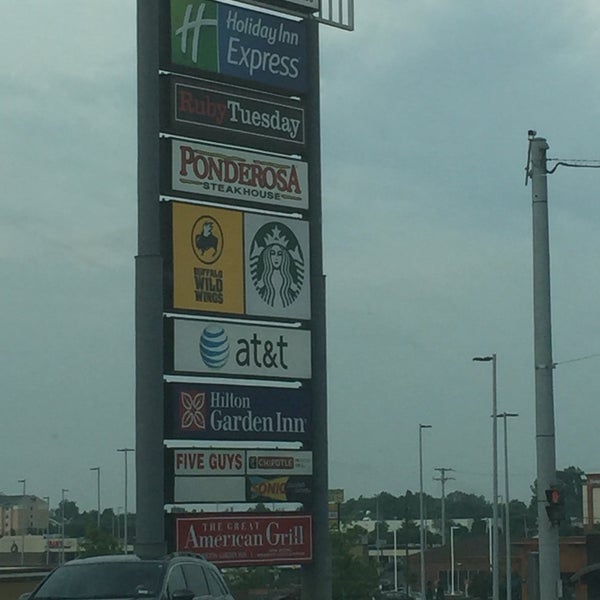 Holiday Inn
Express
Ruby Tuesday
PONDEROSA
STEAKHOUSE
BUFFALO
WILD
WINGS
at&t
Hilton
Garden Inn
FIVE GUYS
CHIPOTLE
SONIC
THE GREAT
American Grill